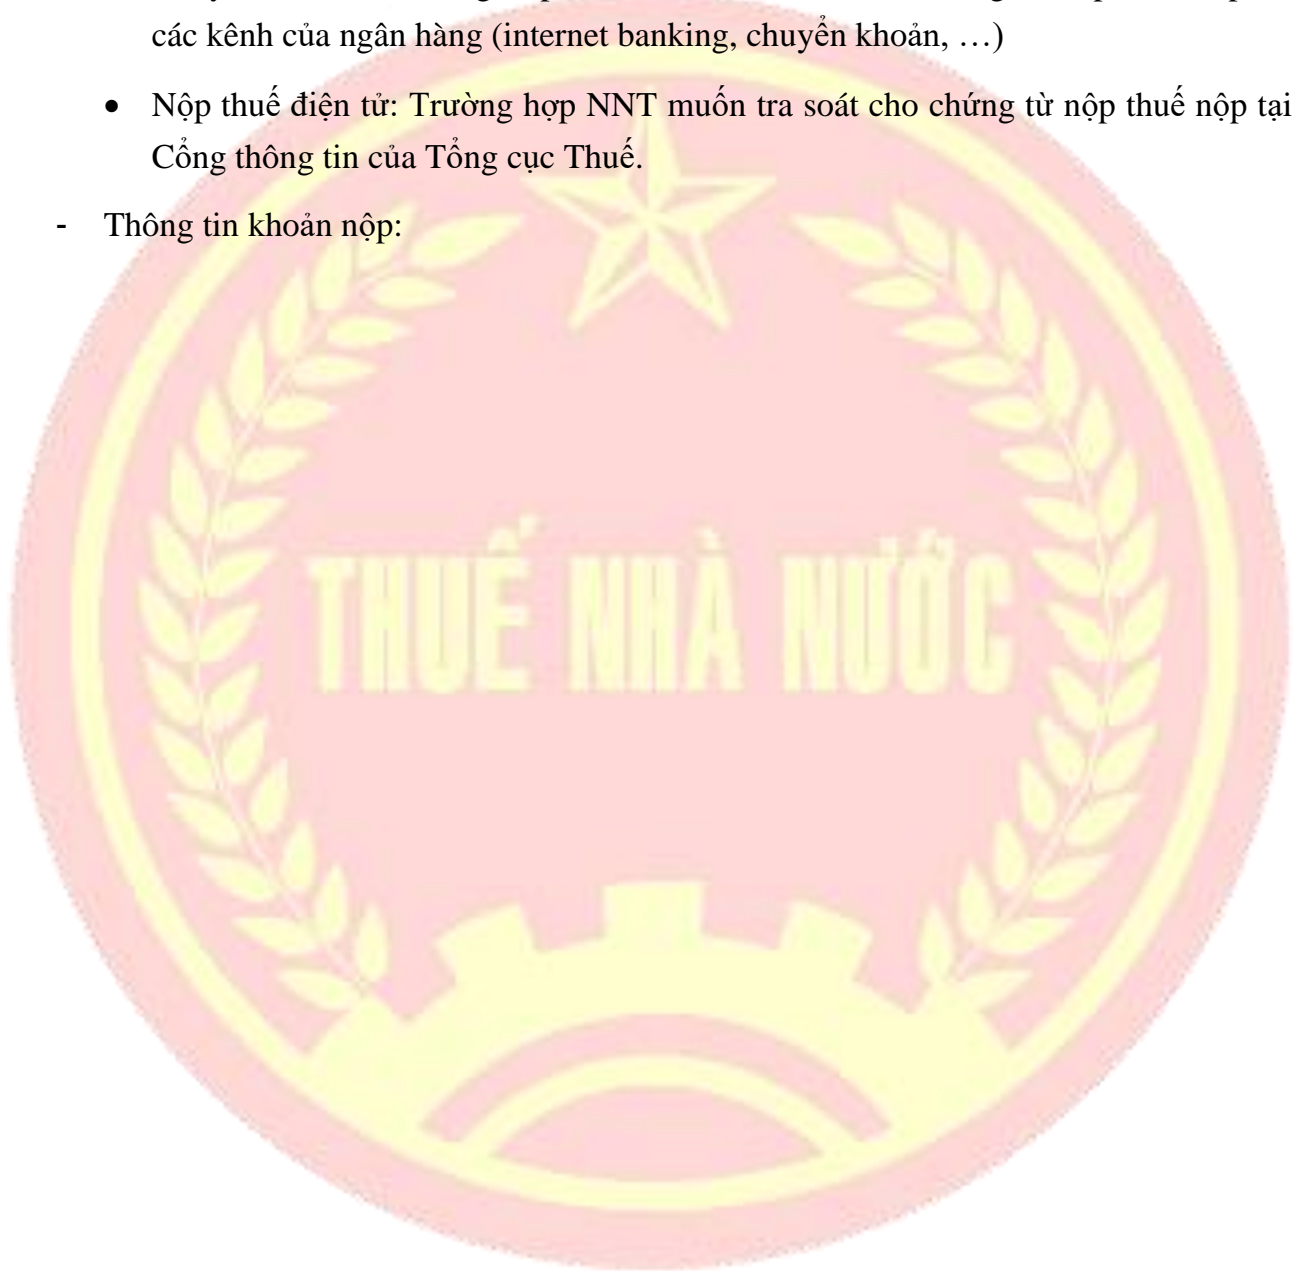 các kênh của ngân hàng (internet banking, chuyển khoản, …)
• Nộp thuế điện tử: Trường hợp NNT muốn tra soát cho chứng từ nộp thuế nộp tại
Cổng thông tin của Tổng cục Thuế.
- Thông tin khoản nộp:
THUẾ NHÀ NƯỚC